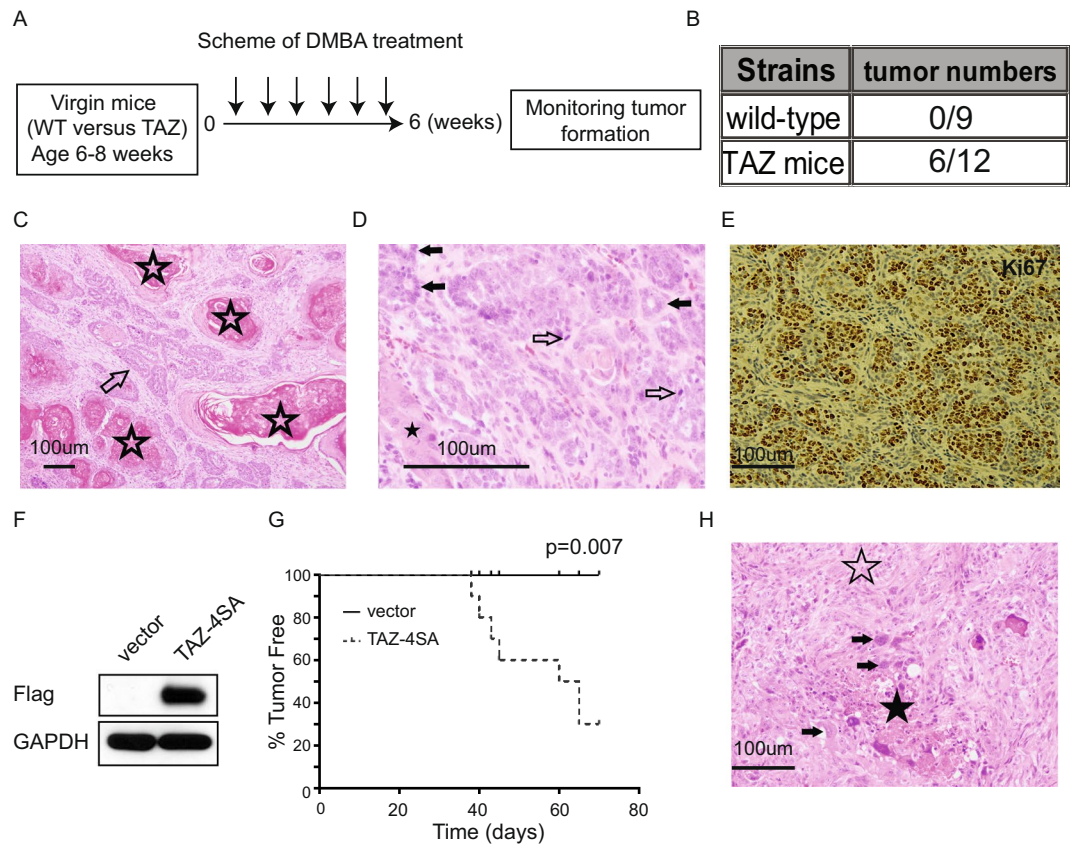 A
Scheme of DMBA treatment
Virgin mice
(WT versus TAZ)
Age 6-8 weeks
0
6 (weeks)
Monitoring tumor
formation
B
Strains tumor numbers
wild-type 0/9
TAZ mice 6/12
C
100um
D
100um
E
Ki67
100um
F
vector
TAZ-4SA
Flag
GAPDH
G
p=0.007
% Tumor Free
100
80
60
40
20
0
vector
TAZ-4SA
0 20 40 60 80
Time (days)
H
100um